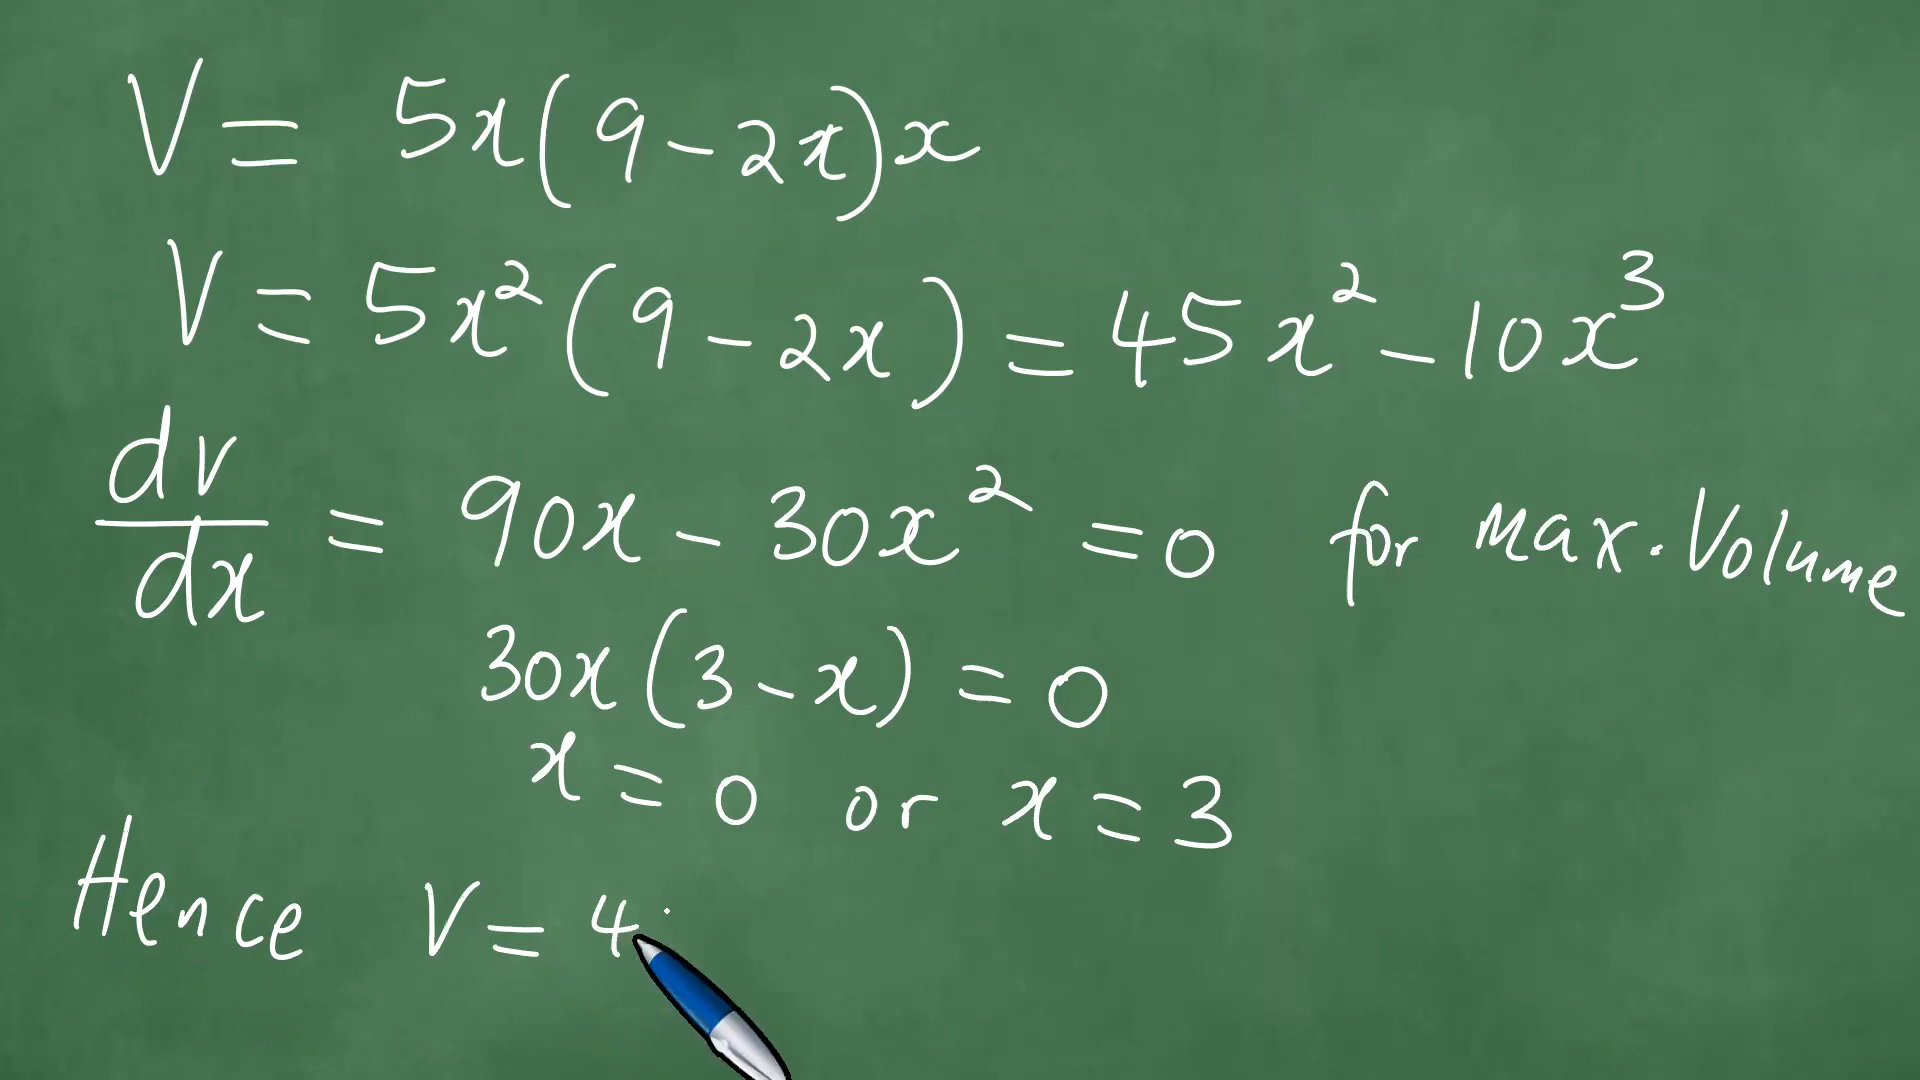 V = 5x(9-2x)x
V = 5x²(9-2x) = 45x² - 10x³
dv/dx = 90x - 30x² = 0 for max. Volume
30x(3-x) = 0
x = 0 or x = 3
Hence V = 4